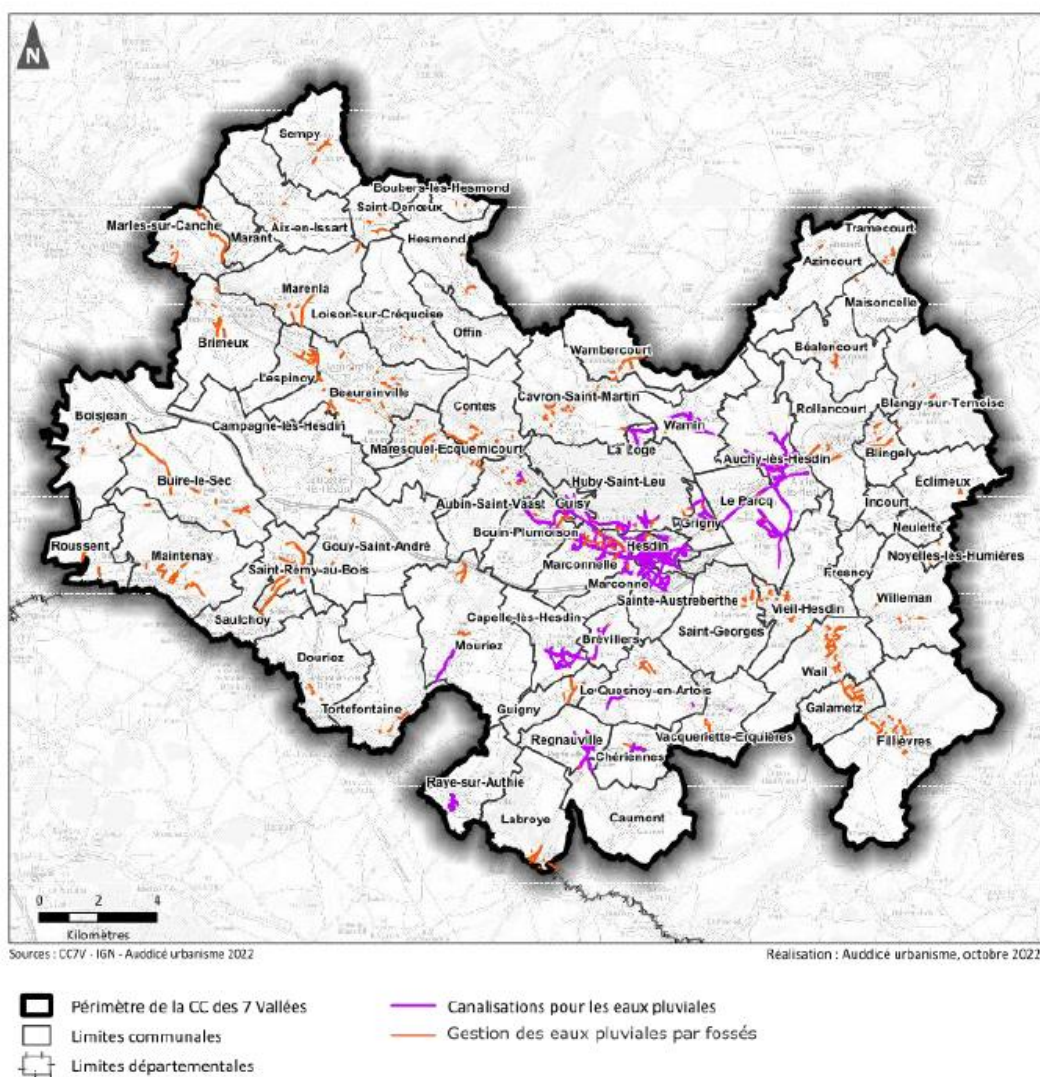 N
Sempy
Boubers-lès-Hesmond
Saint-Denœux
Marles-sur-Canche
Aix-en-Issart
Marant
Hesmond
Tramecourt
Azincourt
Maisoncelle
Marenla
Loison-sur-Créquoise
Offin
Brimeux
Wambercourt
Béalencourt
Lespinoy
Beaurainville
Cavron-Saint-Martin
Blangy-sur-Ternoise
Rollancourt
Contes
Boisjean
Campagne-lès-Hesdin
Wamin
Maresquel-Ecquemicourt
La Loge
Auchy-lès-Hesdin
Blingel
Buire-le-Sec
Huby-Saint-Leu
Le Parcq
Éclimeux
Aubin-Saint-Vaast
Guisy
Incourt
Grigny
Neulette
Roussent
Maintenay
Gouy-Saint-André
Bouin-Plumoison
Hesdin
Noyelles-lès-Humières
Saint-Rémy-au-Bois
Marconnelle
Fresnoy
Marconne
Sainte-Austreberthe
Willeman
Saulchoy
Capelle-lès-Hesdin
Vieil-Hesdin
Brévillers
Saint-Georges
Mouriez
Douriez
Wail
Le Quesnoy-en-Artois
Tortefontaine
Guigny
Galametz
Regnauville
Vacqueriette-Erquières
Fillièvres
Chériennes
Raye-sur-Authie
Labroye
Caumont
0 2 4
Kilomètres
Sources : CC7V - IGN - Auddicé urbanisme 2022
Réalisation : Auddicé urbanisme, octobre 2022
Périmètre de la CC des 7 Vallées
Canalisations pour les eaux pluviales
Limites communales
Gestion des eaux pluviales par fossés
Limites départementales